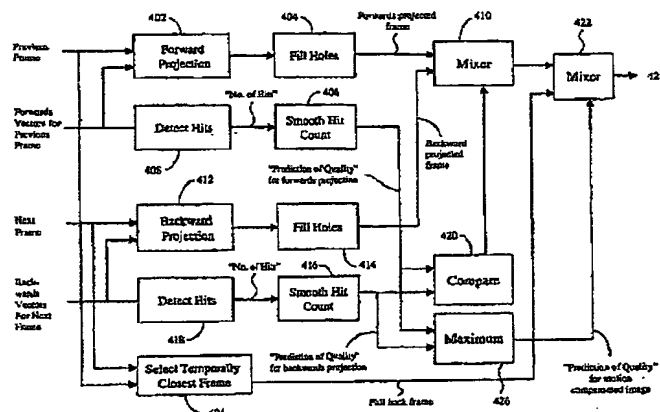 402
404
Forwards projected
frame
410
422
Previous
Frame
Forward
Projection
Fill Holes
Mixer
Mixer
"No. of Hits"
406
Forwards
Vectors for
Previous
Frame
Detect Hits
Smooth Hit
Count
408
Backward
projected
frame
412
"Prediction of Quality"
for forwards projection
Next
Frame
Backward
Projection
Fill Holes
414
420
"No. of Hits"
416
Compare
Back-
wards
Vectors
For Next
Frame
Detect Hits
Smooth Hit
Count
418
Maximum
"Prediction of Quality"
for backwards projection
426
"Prediction of Quality"
for motion
compensated image
Select Temporally
Closest Frame
Fall back frame